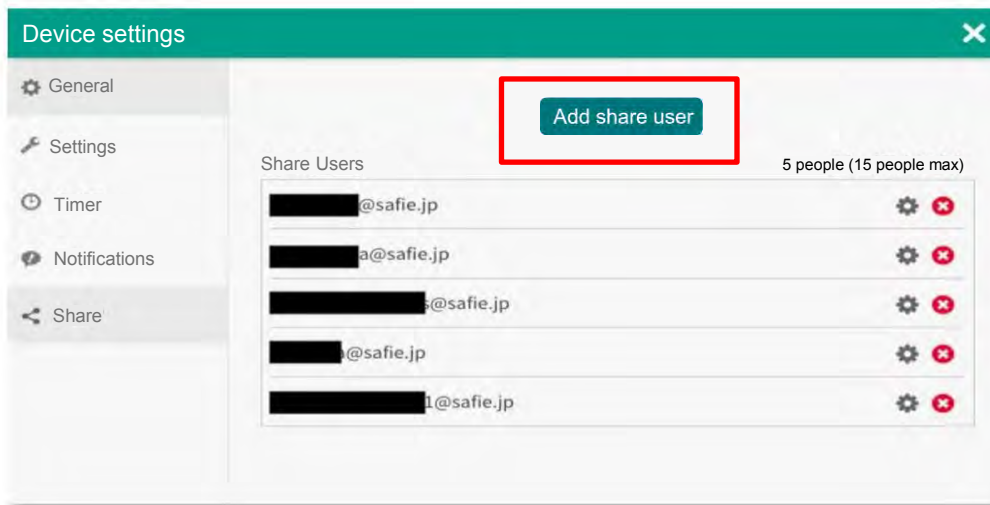 Device settings
General
Settings
Timer
Notifications
Share
Add share user
Share Users
5 people (15 people max)
@safie.jp
a@safie.jp
s@safie.jp
@safie.jp
1@safie.jp